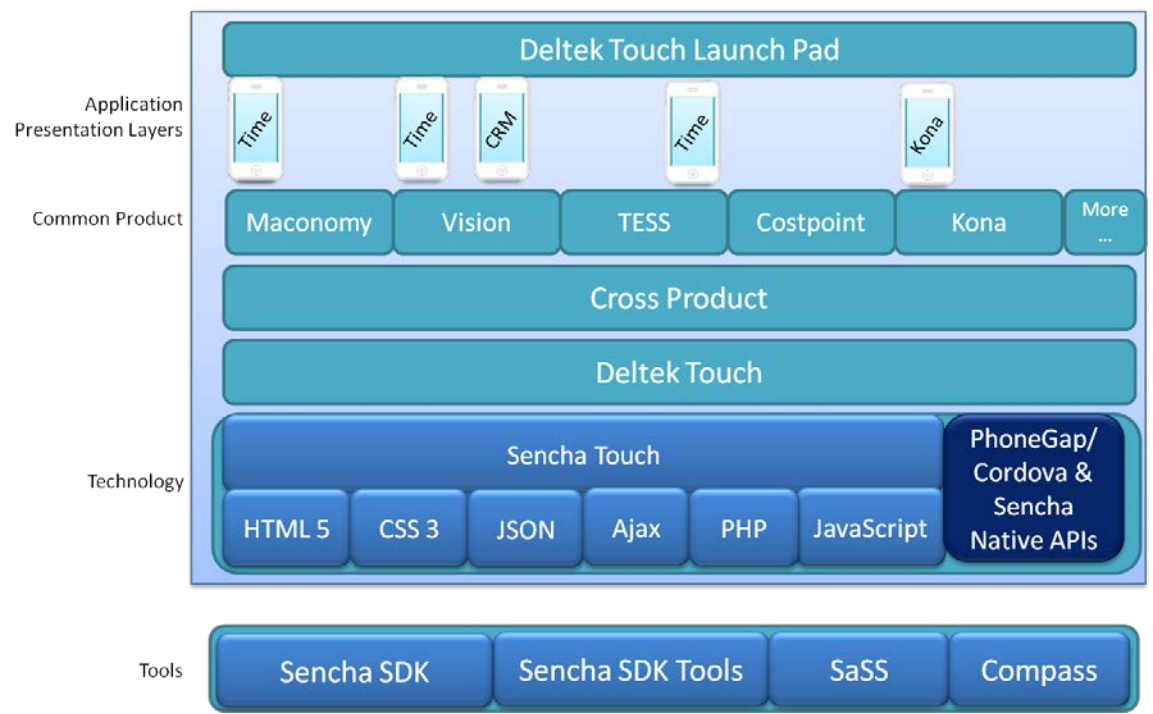 Deltek Touch Launch Pad
Application
Presentation Layers
Time
Time
CRM
Time
Kona
Common Product
Maconomy
Vision
TESS
Costpoint
Kona
More
...
Cross Product
Deltek Touch
Technology
Sencha Touch
PhoneGap/
Cordova &
Sencha
Native APIs
HTML 5
CSS 3
JSON
Ajax
PHP
JavaScript
Tools
Sencha SDK
Sencha SDK Tools
SaSS
Compass